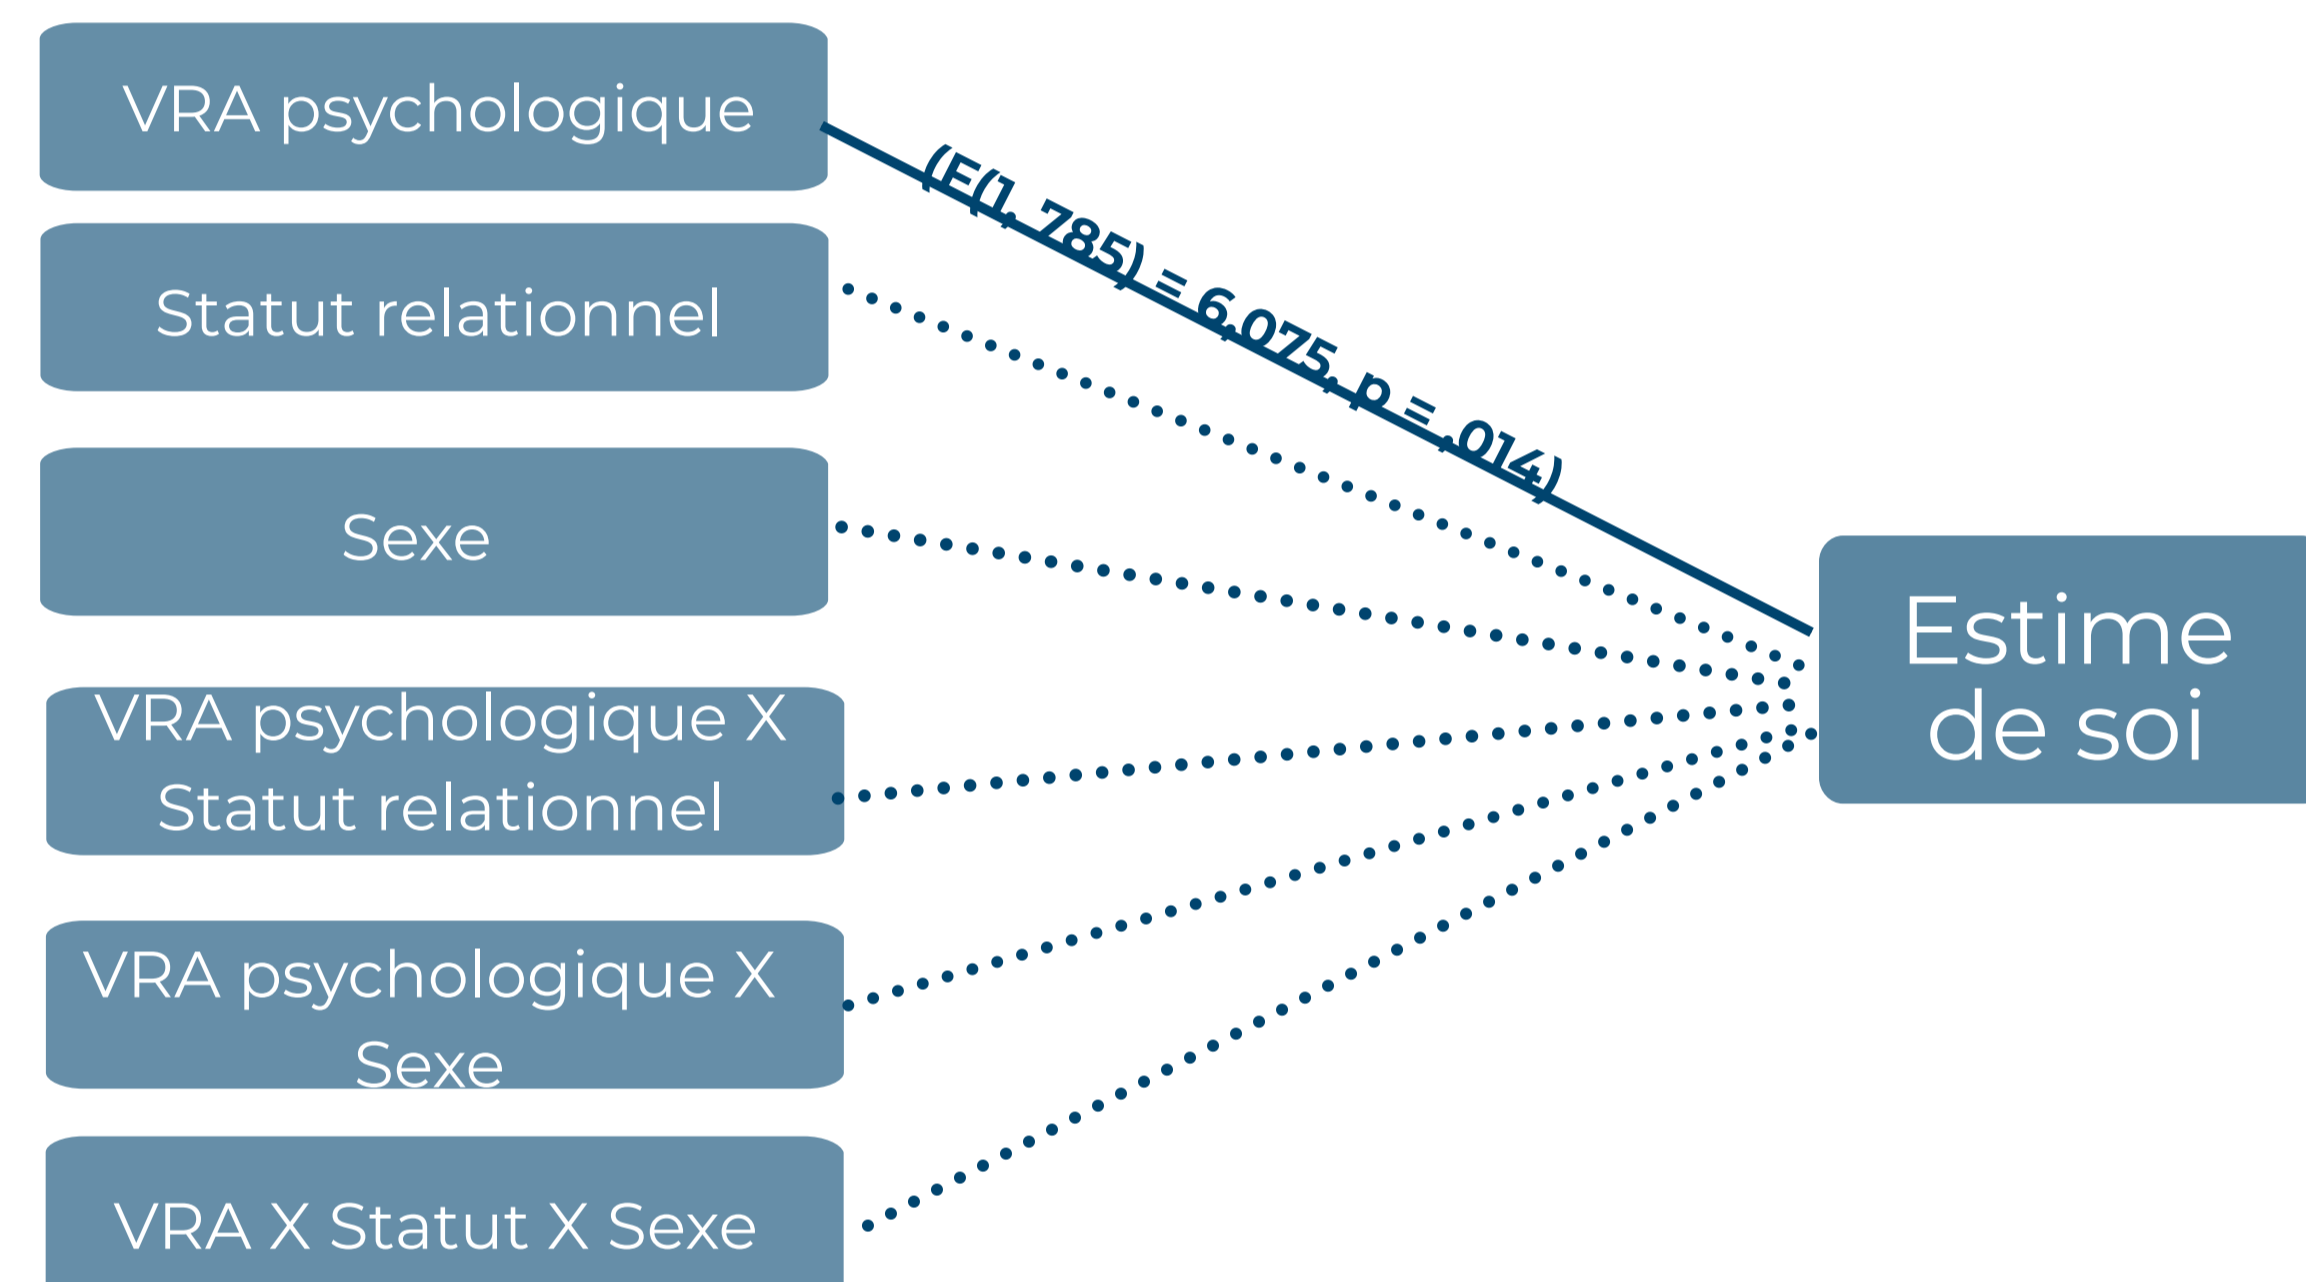 VRA psychologique
(F(1, 785) = 6,075, p = .014)
Statut relationnel
Sexe
Estime
de soi
VRA psychologique X
Statut relationnel
VRA psychologique X
Sexe
VRA X Statut X Sexe